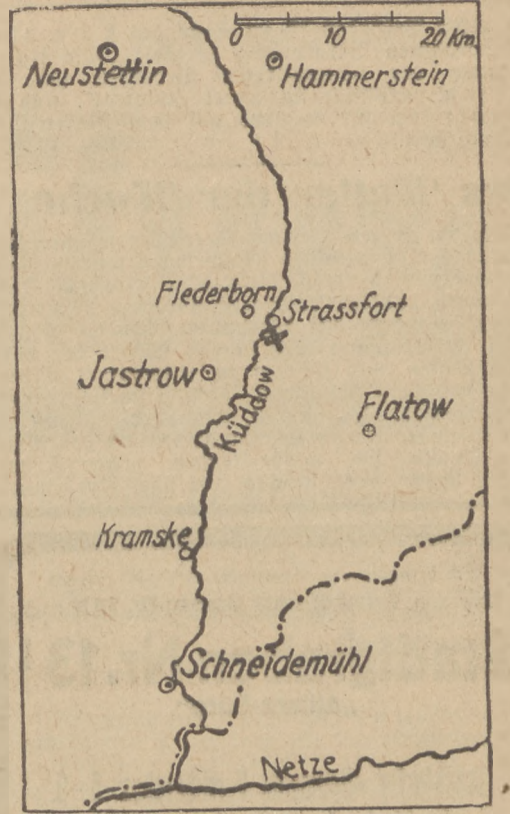 0 10 20 Km.
Neustettin
Hammerstein
Flederborn
Strassfort
Jastrow
Küddow
Flatow
Kramske
Schneidemühl
Netze